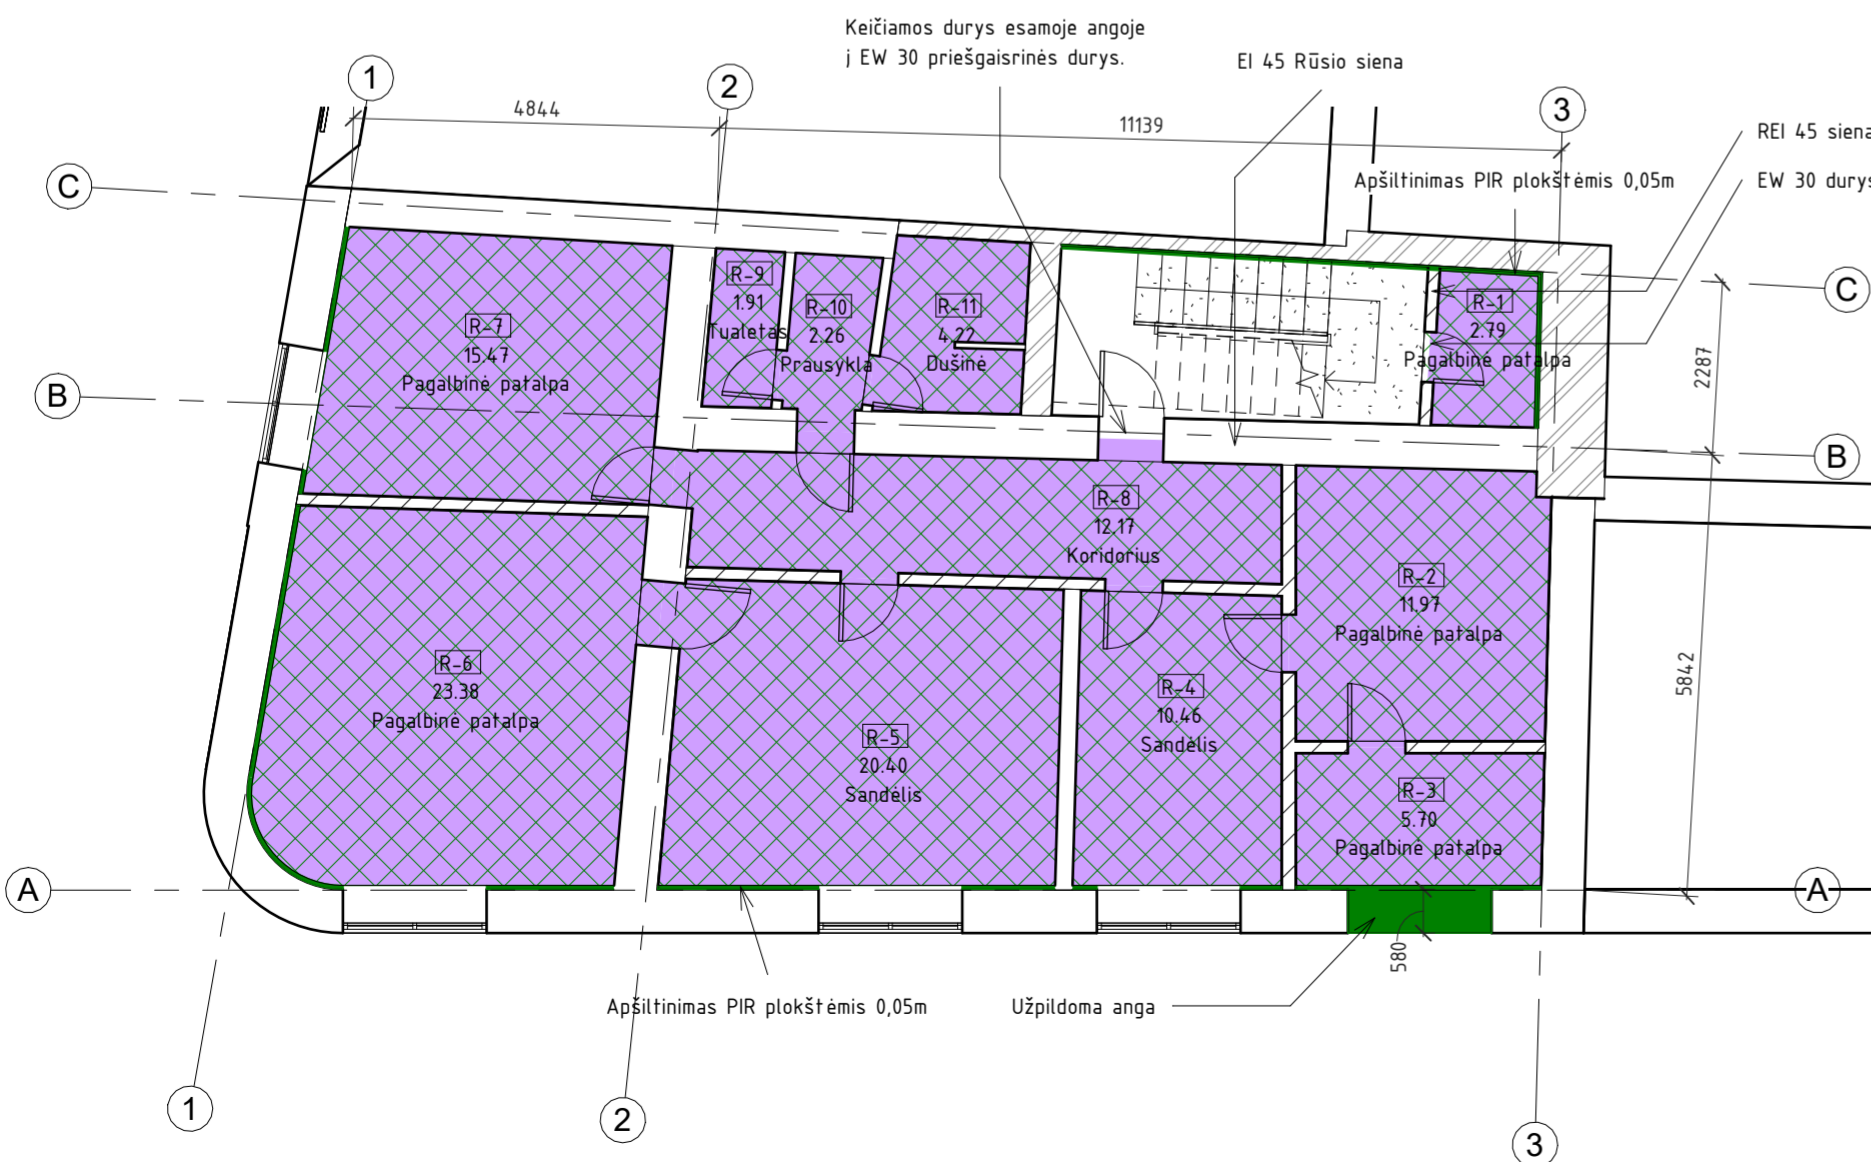 Keičiamos durys esamoje angoje
į EW 30 priešgaisrinės durys.
EI 45 Rūsio siena
1
2
3
4844
11139
REI 45 siena
Apšiltinimas PIR plokštėmis 0,05m
EW 30 durys
C
C
R-9
1.91
Tualetas
R-10
2.26
Prausykla
R-11
4.22
Dušinė
R-1
2.79
Pagalbinė patalpa
R-7
15.47
Pagalbinė patalpa
2287
B
B
R-8
12.17
Koridorius
R-2
11.97
Pagalbinė patalpa
R-6
23.38
Pagalbinė patalpa
R-5
20.40
Sandėlis
R-4
10.46
Sandėlis
5842
R-3
5.70
Pagalbinė patalpa
A
A
580
Apšiltinimas PIR plokštėmis 0,05m
Užpildoma anga
1
2
3